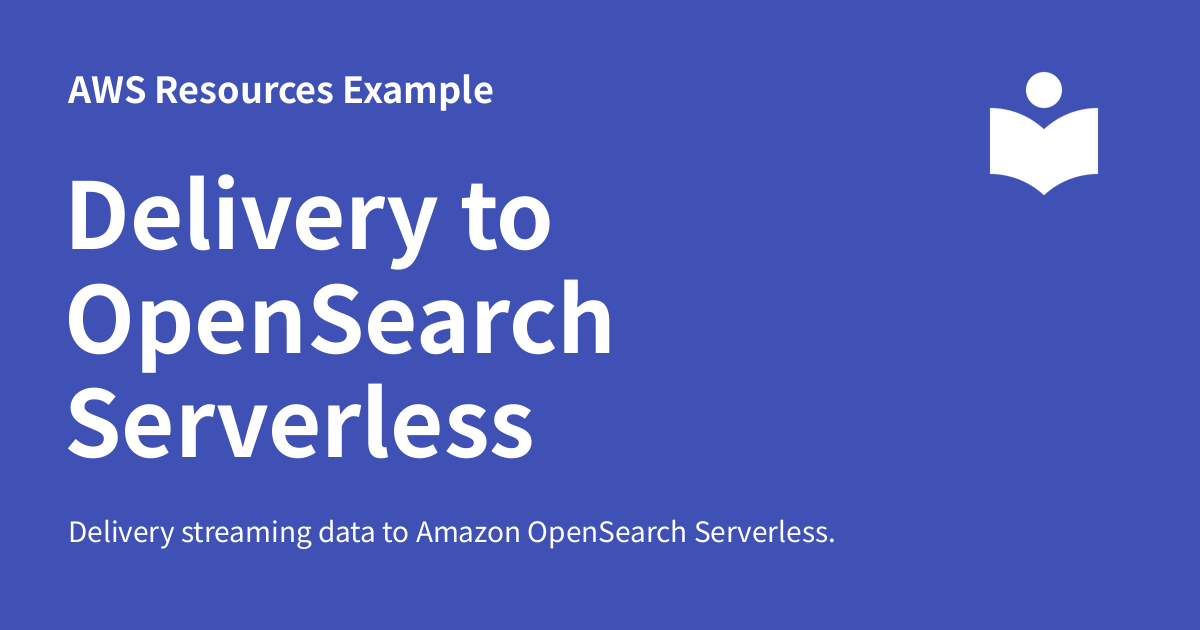 AWS Resources Example
Delivery to
OpenSearch
Serverless
Delivery streaming data to Amazon OpenSearch Serverless.